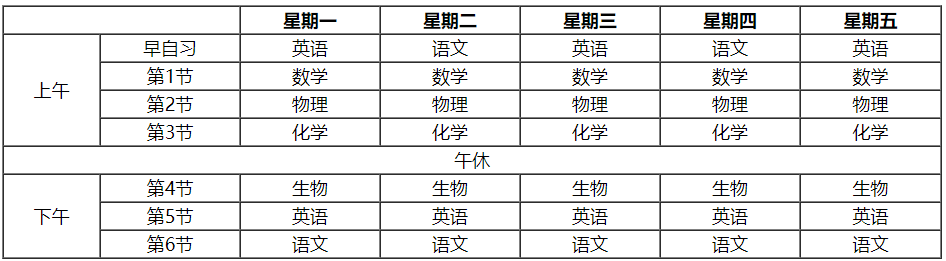 星期一 星期二 星期三 星期四 星期五
早自习 英语 语文 英语 语文 英语
第1节 数学 数学 数学 数学 数学
上午
第2节 物理 物理 物理 物理 物理
第3节 化学 化学 化学 化学 化学
午休
第4节 生物 生物 生物 生物 生物
下午 第5节 英语 英语 英语 英语 英语
第6节 语文 语文 语文 语文 语文